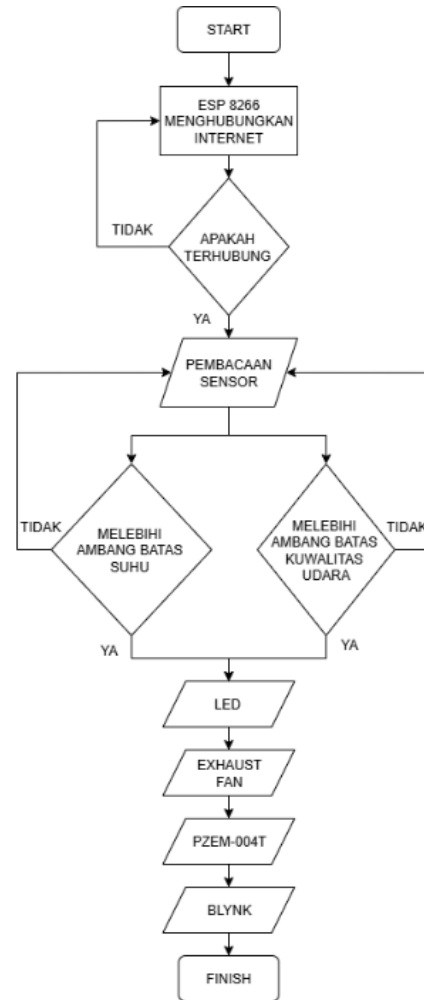 START
ESP 8266
MENGHUBUNGKAN
INTERNET
TIDAK
APAKAH
TERHUBUNG
YA
PEMBACAAN
SENSOR
TIDAK
MELEBIHI
AMBANG BATAS
SUHU
MELEBIHI
AMBANG BATAS
KUWALITAS
UDARA
TIDAK
YA
YA
LED
EXHAUST
FAN
PZEM-004T
BLYNK
FINISH